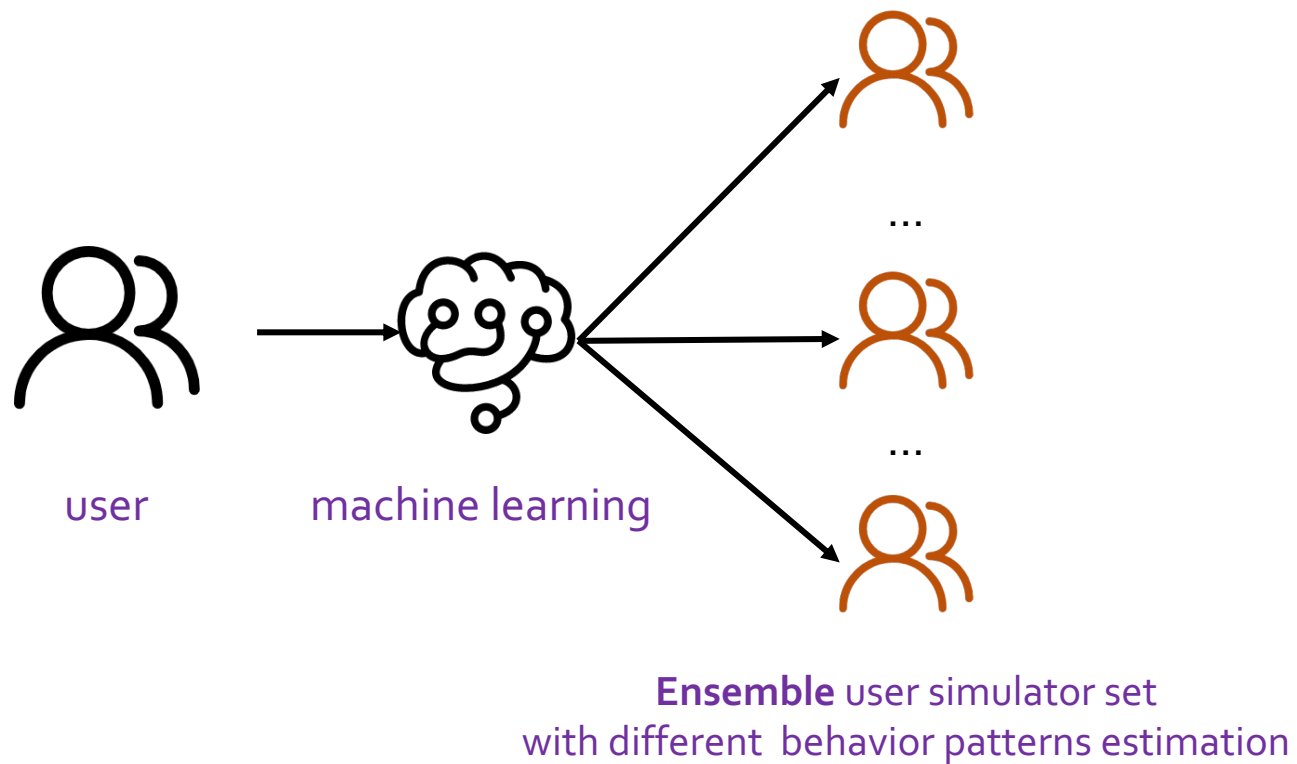 ...
...
user
machine learning
Ensemble user simulator set
with different behavior patterns estimation